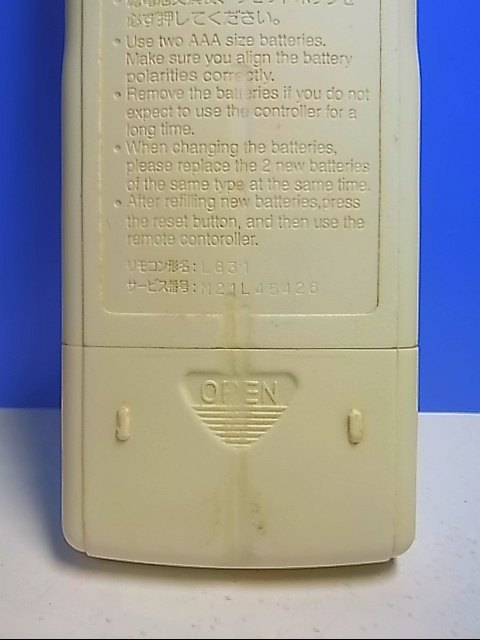 必ず押してください。
• Use two AAA size batteries.
Make sure you align the battery
polarities correctly.
• Remove the batteries if you do not
expect to use the controller for a
long time.
• When changing the batteries,
please replace the 2 new batteries
of the same type at the same time.
• After refilling new batteries,press
the reset button, and then use the
remote contoroller.
リモコン形名:L831
サービス番号:M21L45426
OPEN